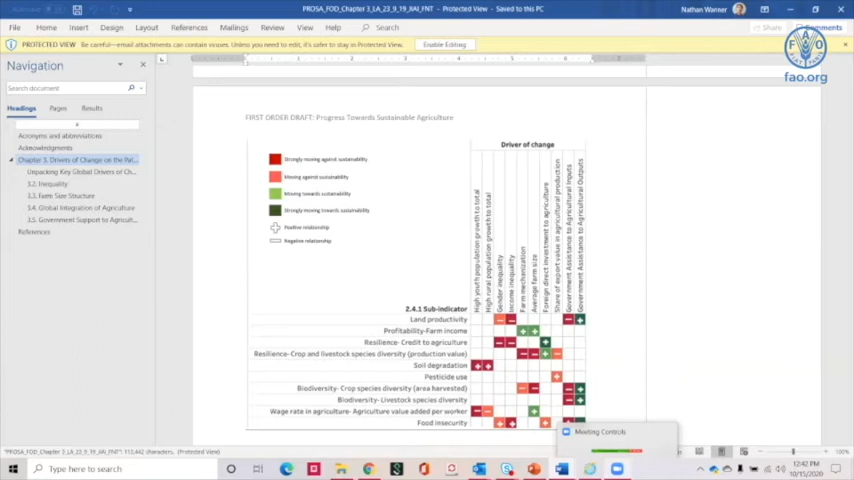 PROSA_FOD_Chapter 3_LA_23_9_19_IIAI_FNT - Protected View • Saved to this PC
Nathan Wanner
File
Home
Insert
Design
Layout
References
Mailings
Review
View
Help
Search
Share
Comments
PROTECTED VIEW Be careful—email attachments can contain viruses. Unless you need to edit, it's safer to stay in Protected View.
Enable Editing
fao.org
Navigation
Search document
Headings
Pages
Results
Acronyms and abbreviations
Acknowledgments
Chapter 3. Drivers of Change on the Pat...
Unpacking Key Global Drivers of Ch...
3.2. Inequality
3.3. Farm Size Structure
3.4. Global Integration of Agriculture
3.5. Government Support to Agricult...
References
FIRST ORDER DRAFT: Progress Towards Sustainable Agriculture
Driver of change
Strongly moving against sustainability
Moving against sustainability
Moving towards sustainability
Strongly moving towards sustainability
Positive relationship
Negative relationship
High youth population growth to total
High rural population growth to total
Gender inequality
Income inequality
Farm mechanization
Average farm size
Foreign direct investment to agriculture
Share of export value in agricultural production
Government Assistance to Agricultural Inputs
Government Assistance to Agricultural Outputs
2.4.1 Sub-indicator
Land productivity
Profitability-Farm income
Resilience- Credit to agriculture
Resilience- Crop and livestock species diversity (production value)
Soil degradation
Pesticide use
Biodiversity- Crop species diversity (area harvested)
Biodiversity-Livestock species diversity
Wage rate in agriculture- Agriculture value added per worker
Food insecurity
Meeting Controls
100%
Type here to search
12:42 PM
10/15/2020